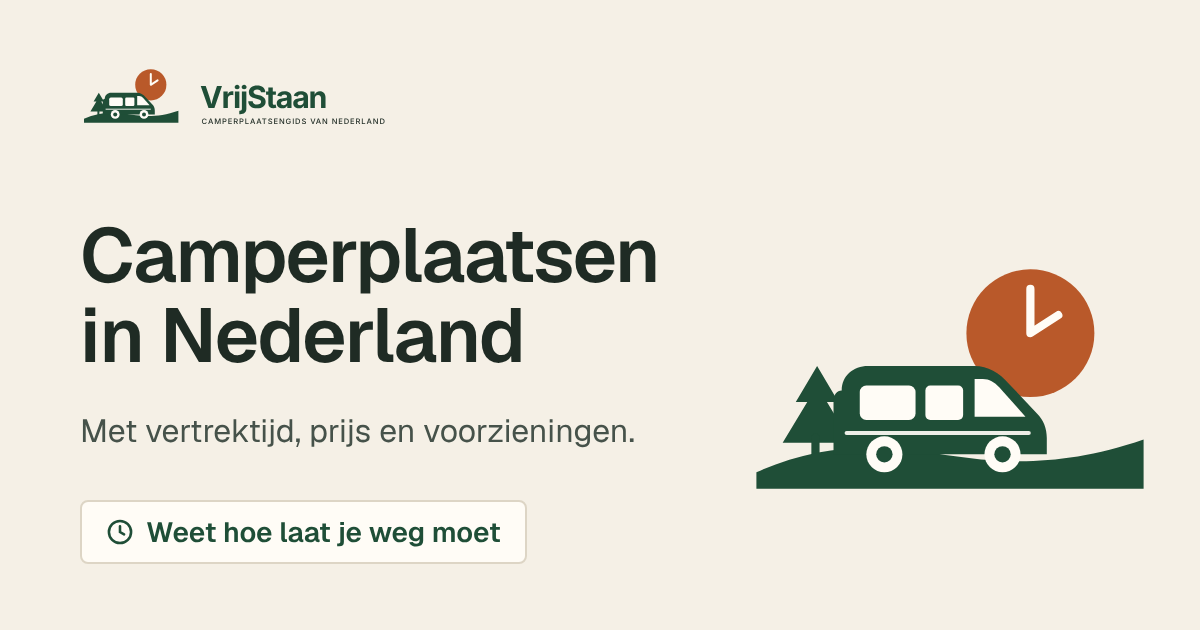 VrijStaan
CAMPERPLAATSENGIDS VAN NEDERLAND
Camperplaatsen
in Nederland
Met vertrektijd, prijs en voorzieningen.
Weet hoe laat je weg moet